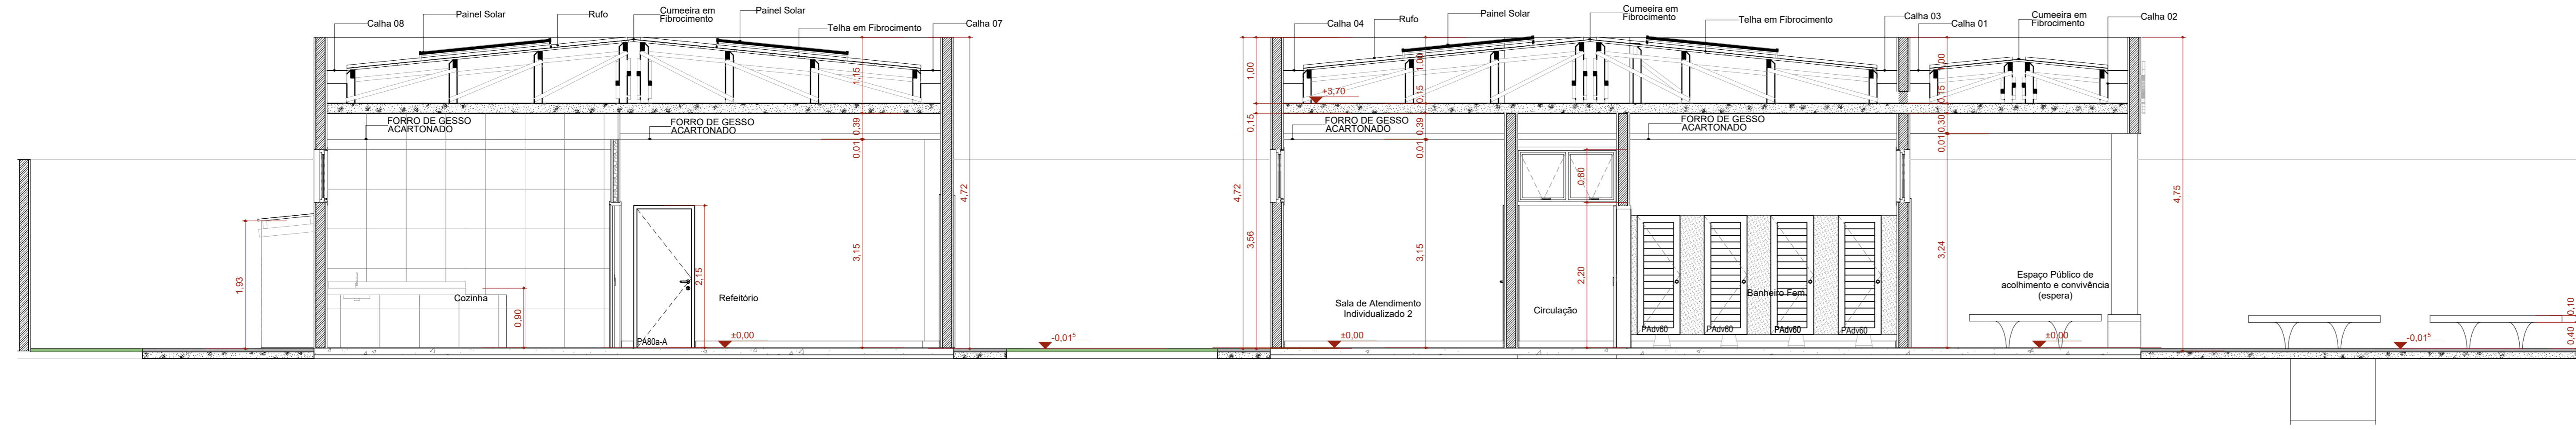 Calha 08
Painel Solar
Rufo
Cumeeira em
Fibrocimento
Painel Solar
Telha em Fibrocimento
Calha 07
Calha 04
Rufo
Painel Solar
Cumeeira em
Fibrocimento
Telha em Fibrocimento
Calha 03
Calha 01
Cumeeira em
Fibrocimento
Calha 02
1,15
1,00
1,00
0,15
1,00
0,15
+3,70
FORRO DE GESSO
ACARTONADO
FORRO DE GESSO
ACARTONADO
0,39
0,01
0,15
FORRO DE GESSO
ACARTONADO
0,39
0,01
FORRO DE GESSO
ACARTONADO
0,30
0,01
4,72
4,72
0,80
4,75
1,93
3,15
3,56
3,15
3,24
2,15
2,20
0,90
Cozinha
Refeitório
Sala de Atendimento
Individualizado 2
Circulação
Banheiro Fem.
Espaço Público de
acolhimento e convivência
(espera)
0,10
0,40
PA80a-A
±0,00
-0,01⁵
±0,00
PAdv60
PAdv60
PAdv60
PAdv60
±0,00
-0,01⁵